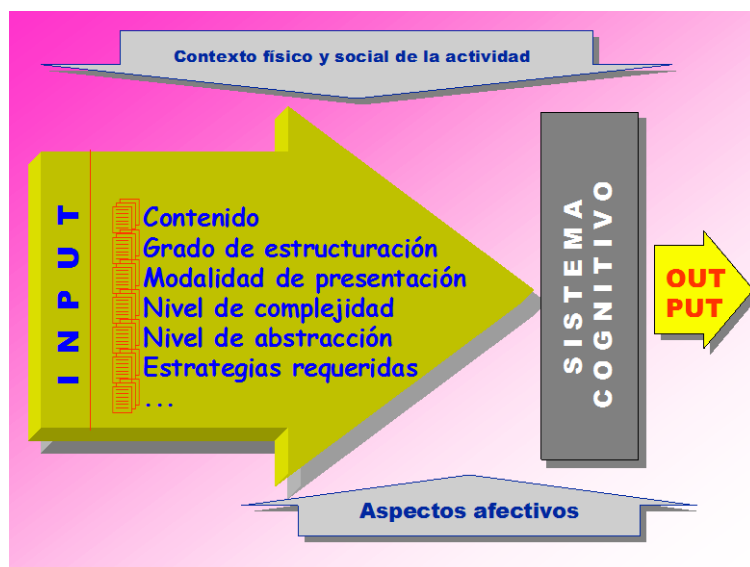 Contexto físico y social de la actividad
INPUT
Contenido
Grado de estructuración
Modalidad de presentación
Nivel de complejidad
Nivel de abstracción
Estrategias requeridas
...
SISTEMA
COGNITIVO
OUT
PUT
Aspectos afectivos